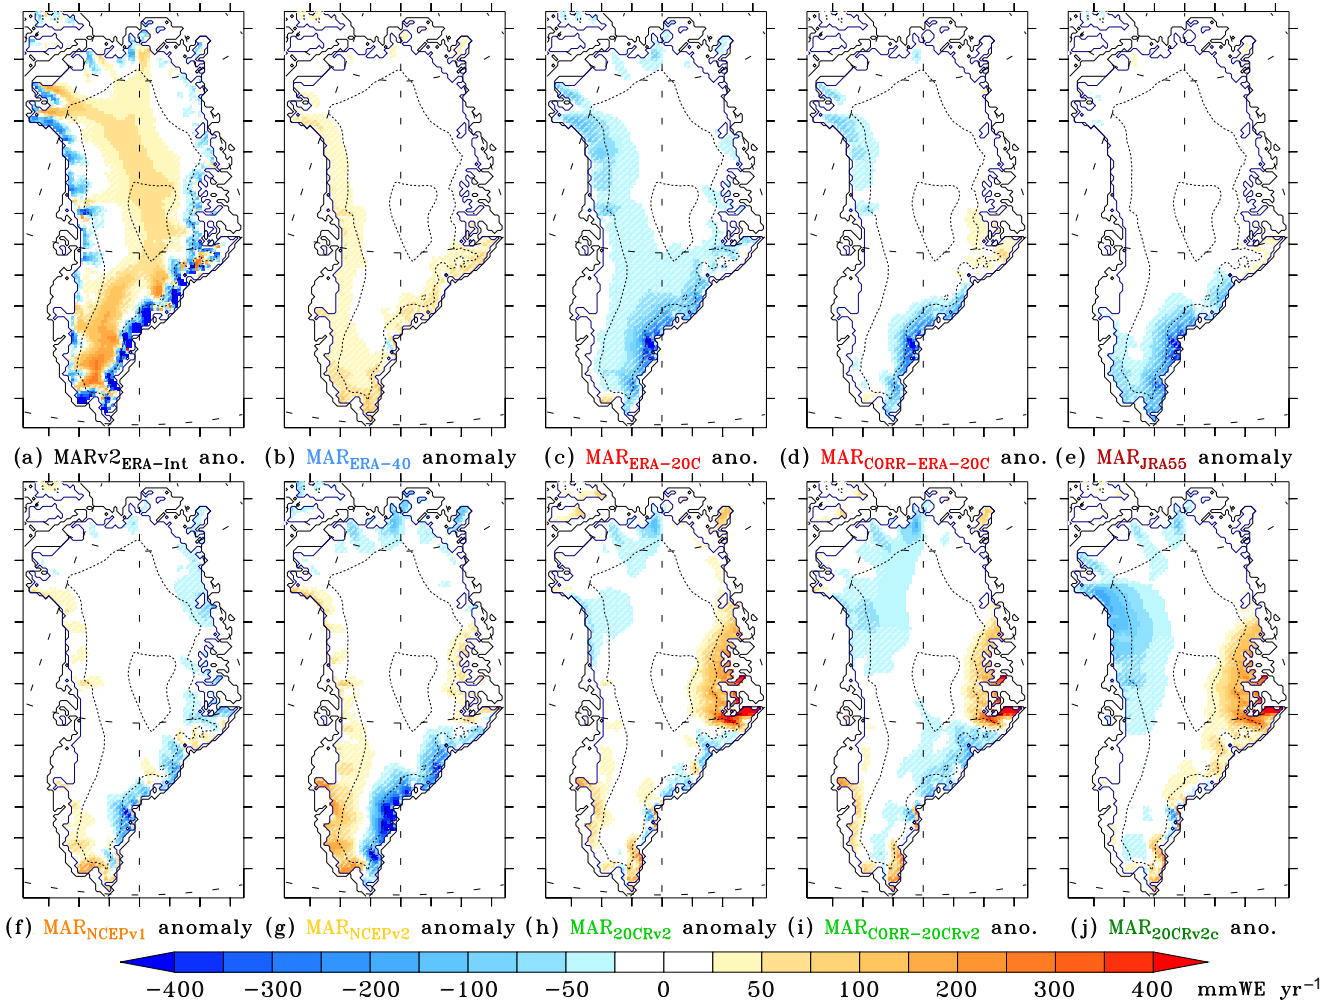 (a) MARv2ERA-Int ano. (b) MARERA-40 anomaly (c) MARERA-20C ano. (d) MARCORR-ERA-20C ano. (e) MARJRA55 anomaly
(f) MARNCEPv1 anomaly (g) MARNCEPv2 anomaly (h) MAR20CRv2 anomaly (i) MARCORR-20CRv2 ano. (j) MAR20CRv2c ano.
-400 -300 -200 -100 -50 0 50 100 200 300 400 mmWE yr-1